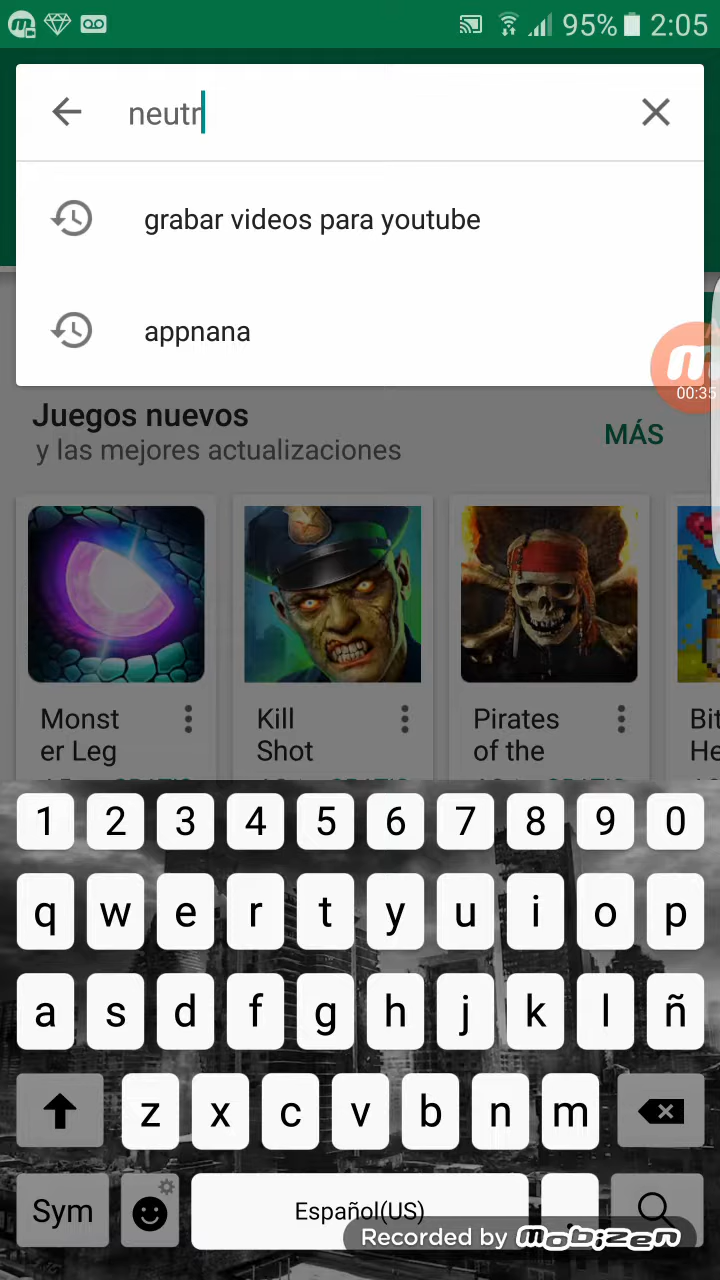 95% 2:05
neutr
grabar videos para youtube
appnana
00:35
Juegos nuevos
y las mejores actualizaciones
MÁS
Monst
er Leg
Kill
Shot
Pirates
of the
Bit
He
1 2 3 4 5 6 7 8 9 0
q w e r t y u i o p
a s d f g h j k l ñ
z x c v b n m
Sym
Español(US)
.
Recorded by mobizen